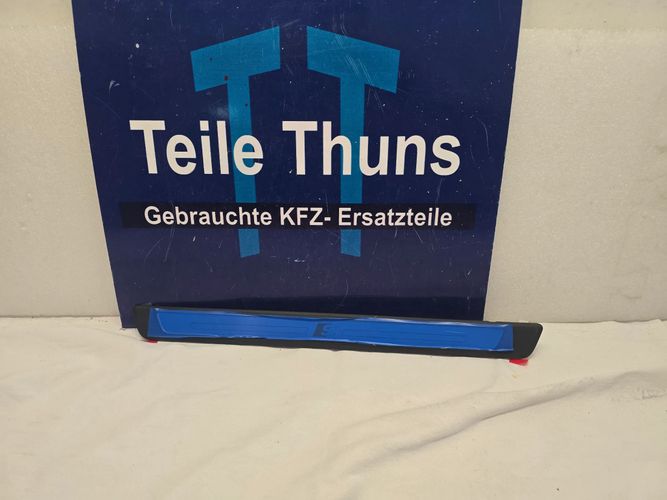 Teile Thuns
Gebrauchte KFZ- Ersatzteile
S